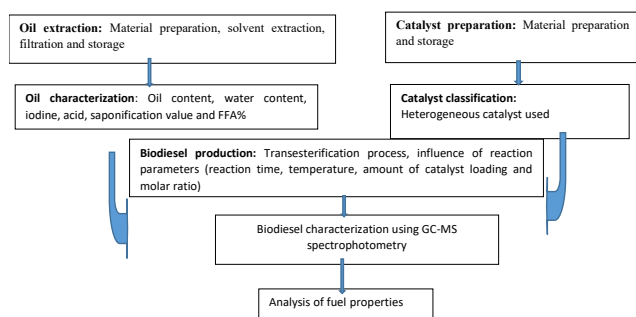 Oil extraction: Material preparation, solvent extraction,
filtration and storage
Catalyst preparation: Material preparation
and storage
Oil characterization: Oil content, water content,
iodine, acid, saponification value and FFA%
Catalyst classification:
Heterogeneous catalyst used
Biodiesel production: Transesterification process, influence of reaction
parameters (reaction time, temperature, amount of catalyst loading and
molar ratio)
Biodiesel characterization using GC-MS
spectrophotometry
Analysis of fuel properties